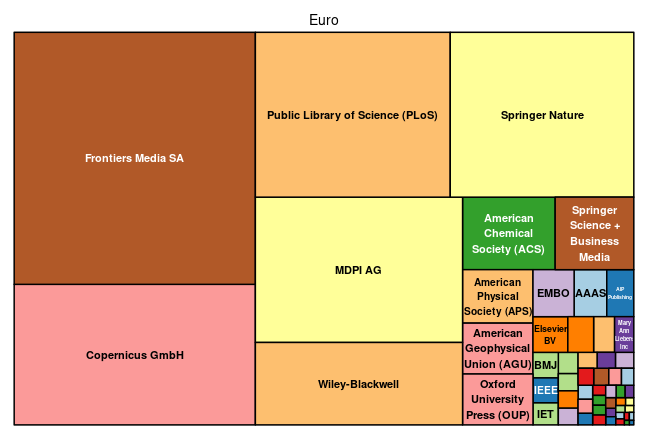 Euro
Frontiers Media SA
Public Library of Science (PLoS)
Springer Nature
Copernicus GmbH
MDPI AG
Wiley-Blackwell
American
Chemical
Society (ACS)
Springer
Science +
Business
Media
American
Physical
Society (APS)
EMBO
AAAS
AIP
Publishing
American
Geophysical
Union (AGU)
Elsevier
BV
Mary
Ann
Liebert
Inc
Oxford
University
Press (OUP)
BMJ
IEEE
IET